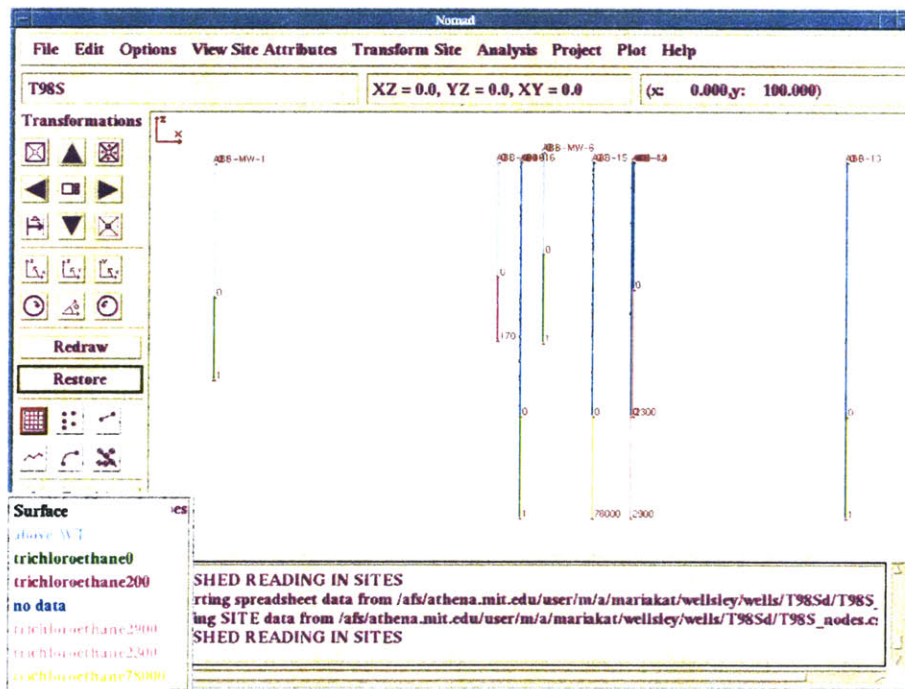 Nomad
File Edit Options View Site Attributes Transform Site Analysis Project Plot Help
T98S
XZ = 0.0, YZ = 0.0, XY = 0.0
(x: 0.000,y: 100.000)
Transformations
z
x
BB-MW-1
BB-MW-6
-15
-13
0
0
0
0
170
1
1
0
0
2300
0
1
78000
2900
1
Redraw
Restore
Surface
es
above WT
trichloroethane0
trichloroethane200
no data
trichloroethane2900
trichloroethane2300
trichloroethane78000
SHED READING IN SITES
rting spreadsheet data from /afs/athena.mit.edu/user/m/a/mariakat/wellsley/wells/T98Sd/T98S_
ing SITE data from /afs/athena.mit.edu/user/m/a/mariakat/wellsley/wells/T98Sd/T98S_nodes.c
SHED READING IN SITES